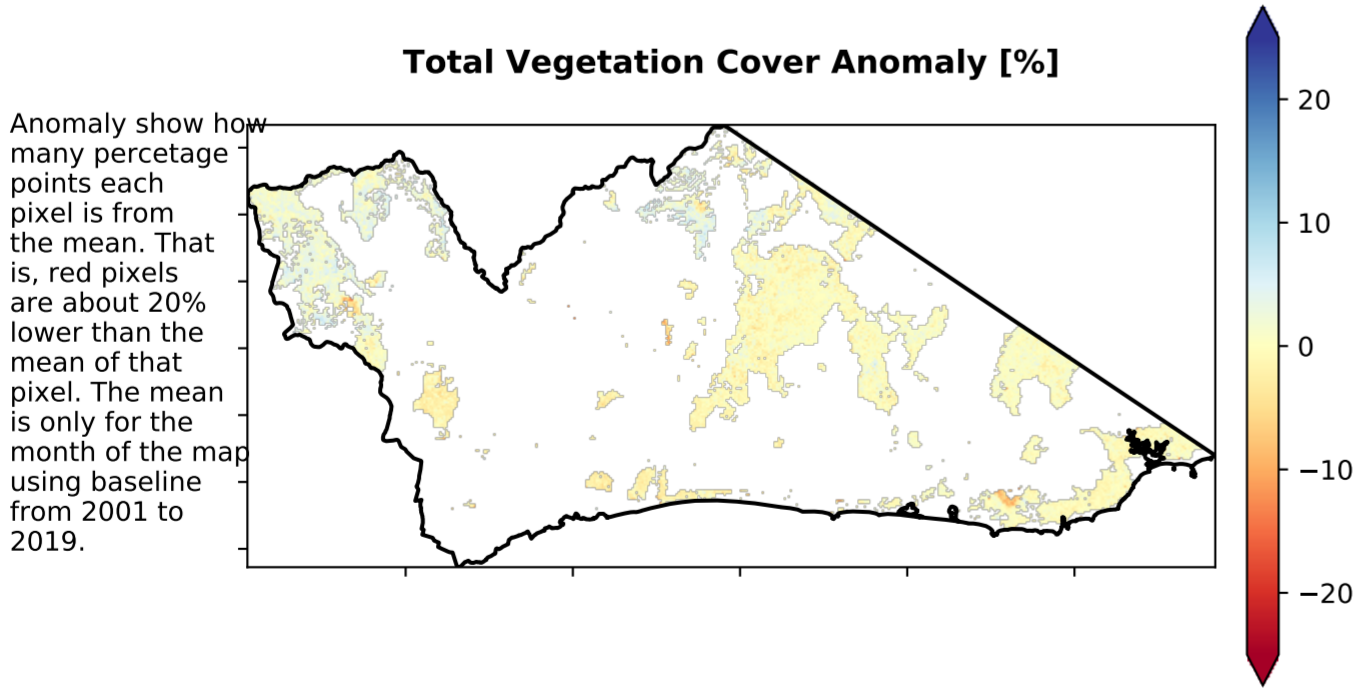 Total Vegetation Cover Anomaly [%]
Anomaly show how
many percetage
points each
pixel is from
the mean. That
is, red pixels
are about 20%
lower than the
mean of that
pixel. The mean
is only for the
month of the map
using baseline
from 2001 to
2019.
20
10
0
−10
−20